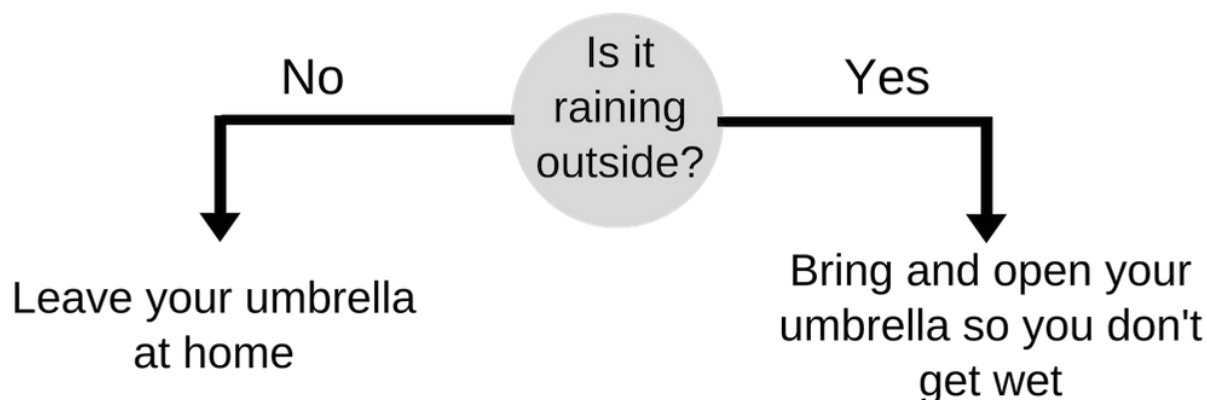 Is it
raining
outside?
No
Yes
Leave your umbrella
at home
Bring and open your
umbrella so you don't
get wet